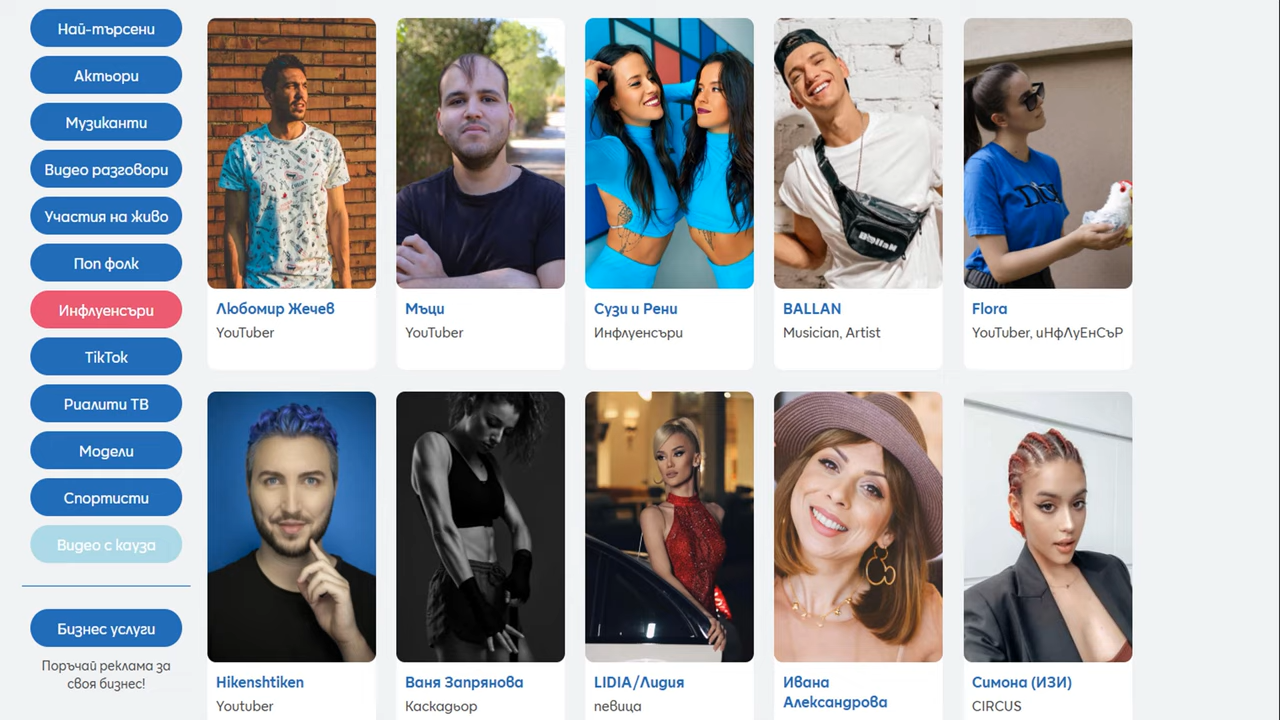 Най-търсени
Актьори
Музиканти
Видео разговори
Участия на живо
Поп фолк
Инфлуенсъри
TikTok
Риалити ТВ
Модели
Спортисти
Видео с кауза
Бизнес услуги
Поръчай реклама за
своя бизнес!
Любомир Жечев
YouTuber
Мъци
YouTuber
Сузи и Рени
Инфлуенсъри
BALLAN
BALLAN
Musician, Artist
Flora
YouTuber, иНфЛуЕнСъР
Hikenshtiken
Youtuber
Ваня Запрянова
Каскадьор
LIDIA/Лидия
певица
Ивана
Александрова
Симона (ИЗИ)
CIRCUS